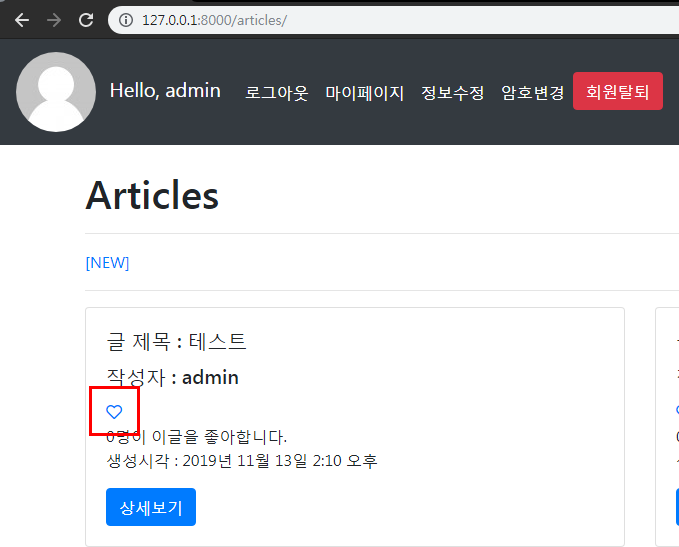 127.0.0.1:8000/articles/
Hello, admin 로그아웃 마이페이지 정보수정 암호변경 회원탈퇴
Articles
[NEW]
글 제목 : 테스트
작성자 : admin
0명이 이글을 좋아합니다.
생성시각 : 2019년 11월 13일 2:10 오후
상세보기